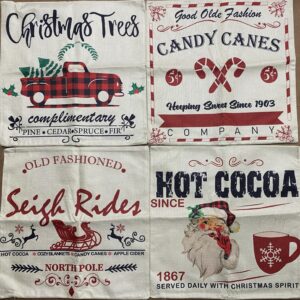 Christmas Trees
complimentary
PINE · CEDAR SPRUCE · FIR
Good Olde Fashion
CANDY CANES
5¢ 5¢
Keeping Sweet Since 1903
COMPANY
OLD FASHIONED
Seigh Rides
HOT COCOA COZY BLANKETS CANDY CANES APPLE CIDER
NORTH POLE
HOT COCOA
SINCE
1867
SERVED DAILY WITH CHRISTMAS SPIRIT